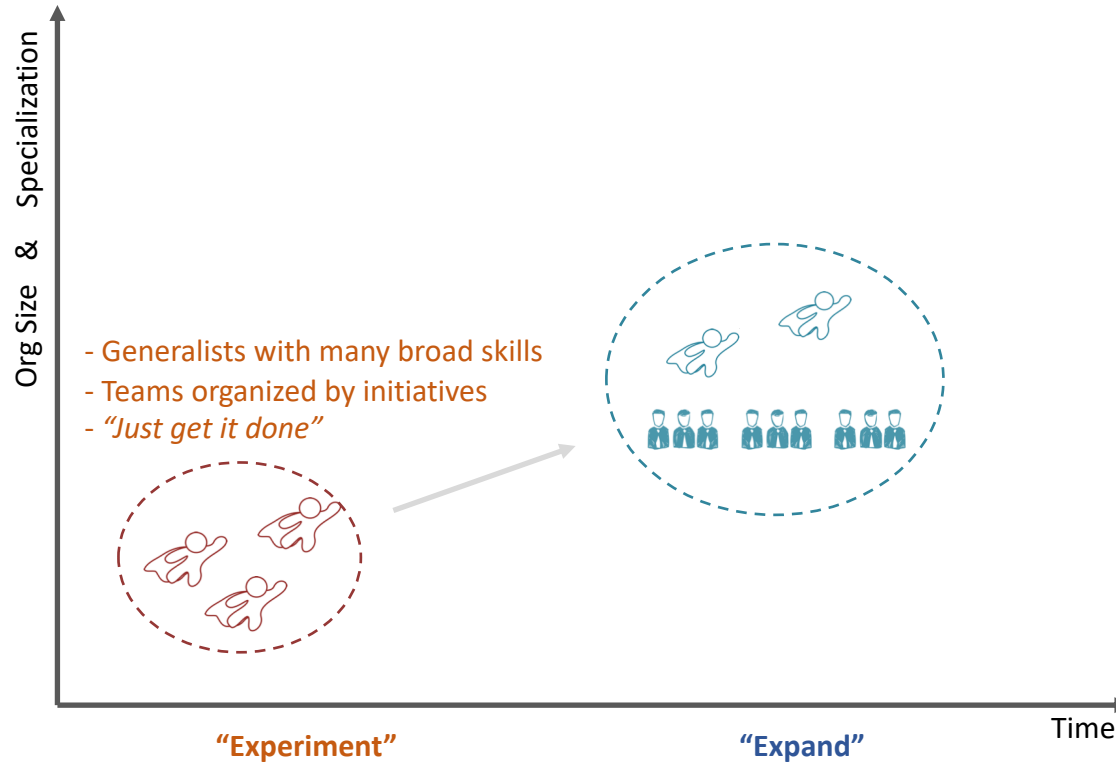 Org Size & Specialization
- Generalists with many broad skills
- Teams organized by initiatives
- “Just get it done”
Time
“Experiment”
“Expand”